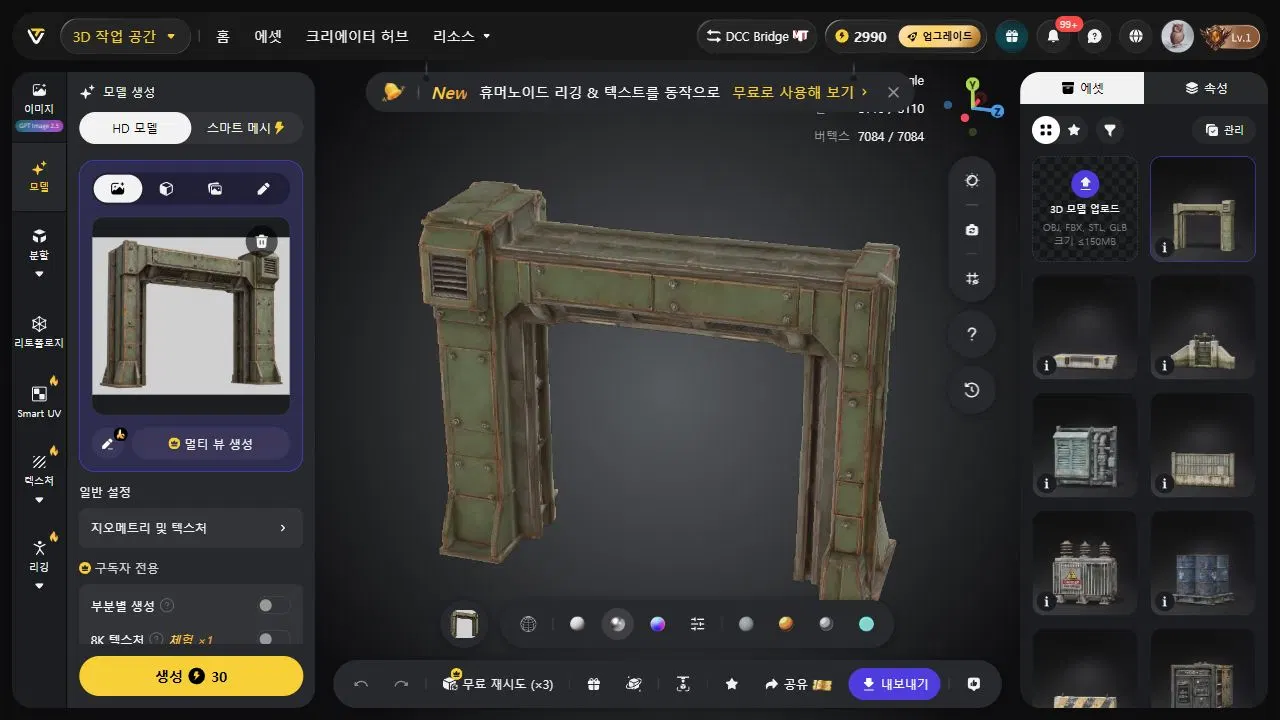 3D 작업 공간
홈
에셋
크리에이터 허브
리소스
DCC Bridge
2990
업그레이드
99+
Lv.1
이미지
GPT Image 2.5
모델
분할
리토폴로지
Smart UV
텍스처
리깅
모델 생성
HD 모델
스마트 메시
멀티 뷰 생성
일반 설정
지오메트리 및 텍스처
구독자 전용
부분별 생성
8K 텍스처 체험 ×1
생성 30
New 휴머노이드 리깅 & 텍스트를 동작으로 무료로 사용해 보기
버텍스 7084 / 7084
Y
Z
?
무료 재시도 (×3)
공유
내보내기
에셋
속성
관리
3D 모델 업로드
OBJ, FBX, STL, GLB
크기 ≤150MB